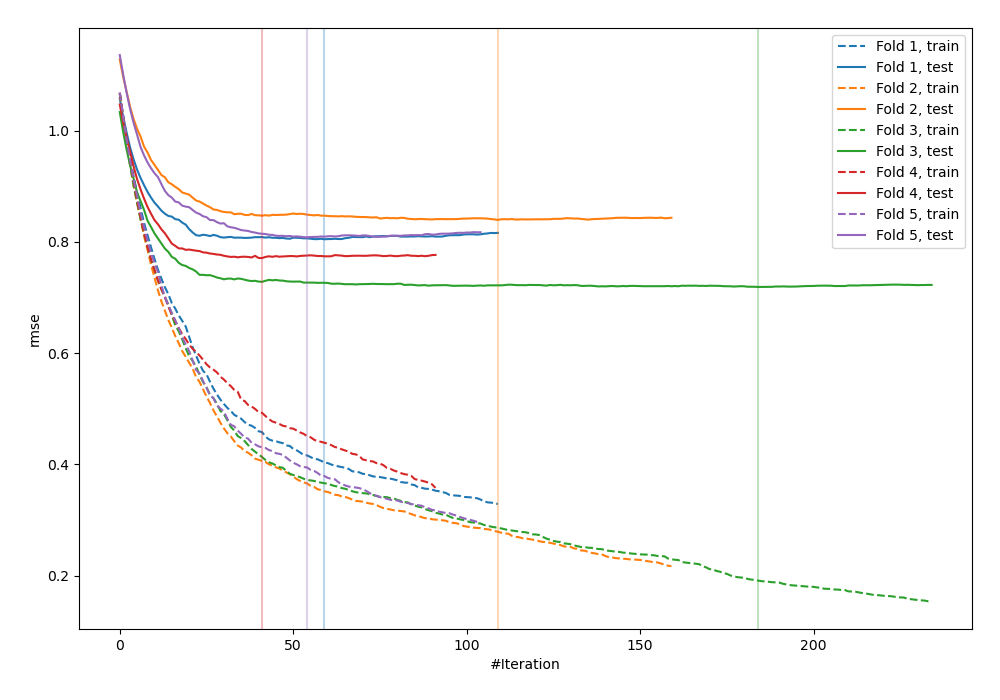 rmse
1.0
0.8
0.6
0.4
0.2
0
50
100
150
200
#Iteration
Fold 1, train
Fold 1, test
Fold 2, train
Fold 2, test
Fold 3, train
Fold 3, test
Fold 4, train
Fold 4, test
Fold 5, train
Fold 5, test